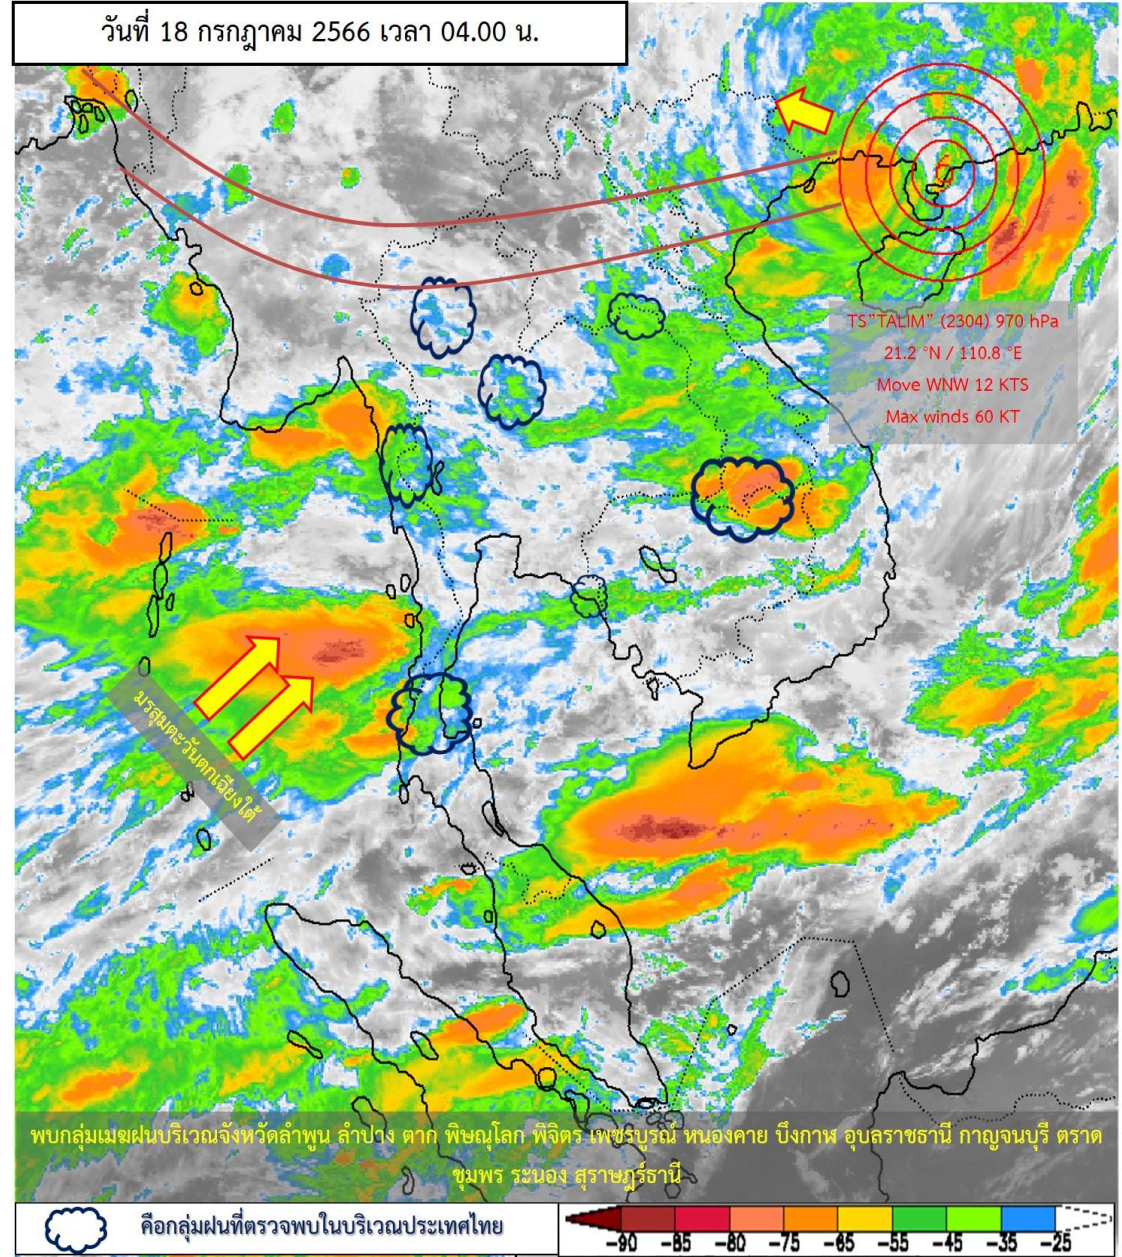 วันที่ 18 กรกฎาคม 2566 เวลา 04.00 น.
TS"TALIM" (2304) 970 hPa
21.2 °N / 110.8 °E
Move WNW 12 KTS
Max winds 60 KT
มรสุมตะวันตกเฉียงใต้
พบกลุ่มเมฆฝนบริเวณจังหวัดลำพูน ลำปาง ตาก พิษณุโลก พิจิตร เพชรบูรณ์ หนองคาย บึงกาฬ อุบลราชธานี กาญจนบุรี ตราด
ชุมพร ระนอง สุราษฎร์ธานี
คือกลุ่มฝนที่ตรวจพบในบริเวณประเทศไทย
-90 -85 -80 -75 -65 -55 -45 -35 -25